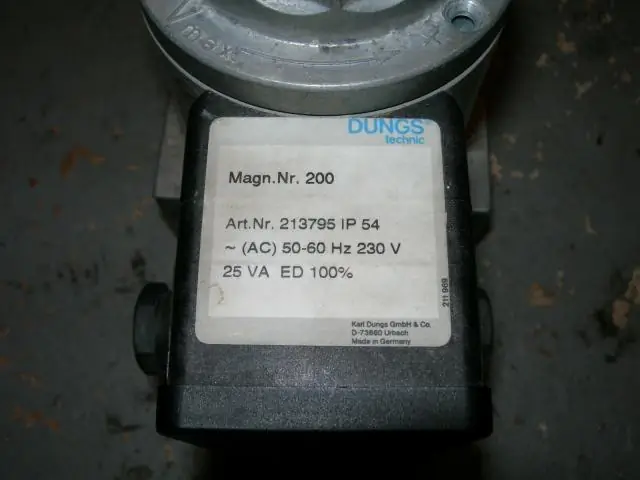 V max.
+
DUNGS
technic
Magn.Nr. 200
Art.Nr. 213795 IP 54
~ (AC) 50-60 Hz 230 V
25 VA ED 100%
211 969
Karl Dungs GmbH & Co.
D-73660 Urbach
Made in Germany